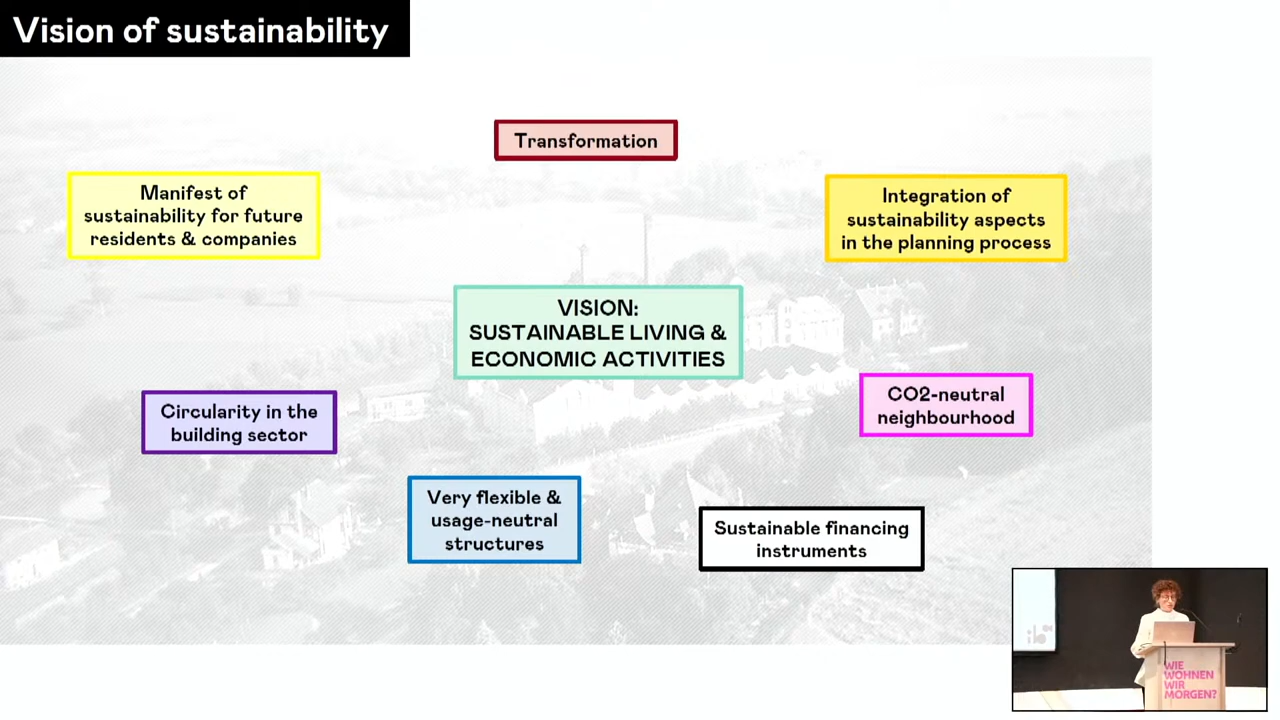 Vision of sustainability
Transformation
Manifest of
sustainability for future
residents & companies
Integration of
sustainability aspects
in the planning process
VISION:
SUSTAINABLE LIVING &
ECONOMIC ACTIVITIES
Circularity in the
building sector
CO2-neutral
neighbourhood
Very flexible &
usage-neutral
structures
Sustainable financing
instruments
WIE
WOHNEN
WIR
MORGEN?